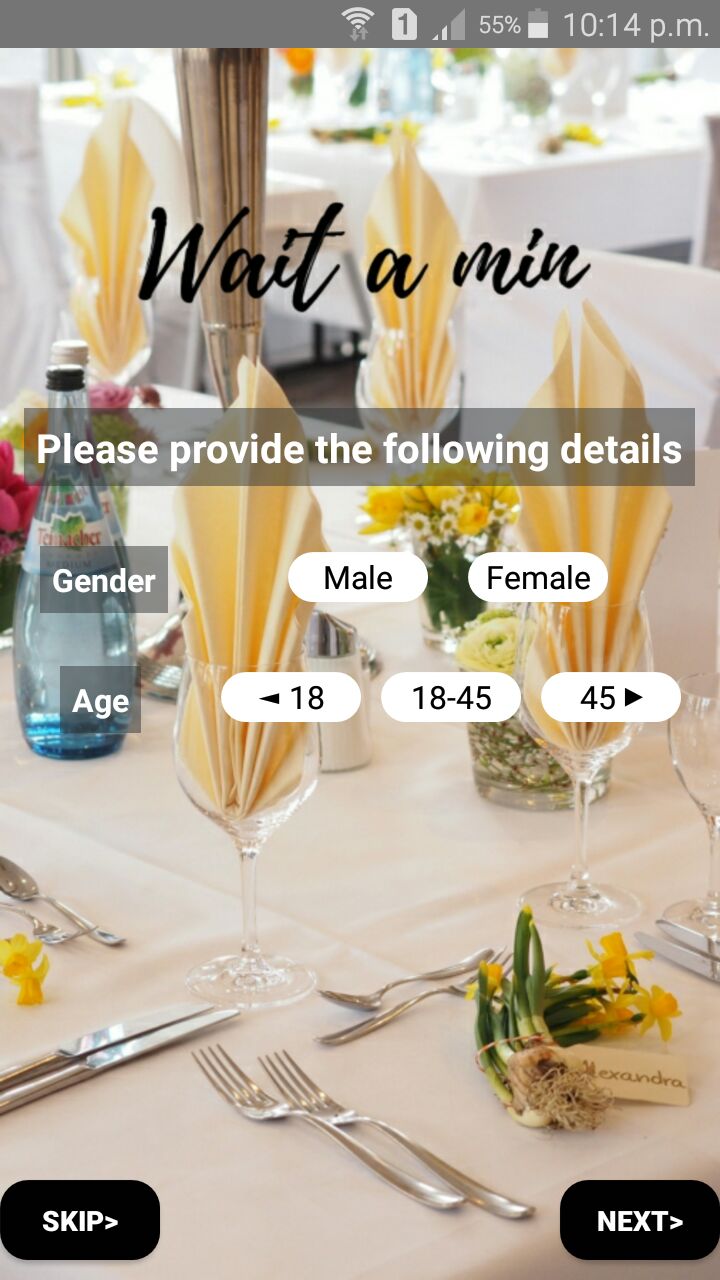 1 55% 10:14 p.m.
Wait a min
Please provide the following details
Teinacher
Gender Male Female
Age ◄ 18 18-45 45 ►
Alexandra
SKIP> NEXT>